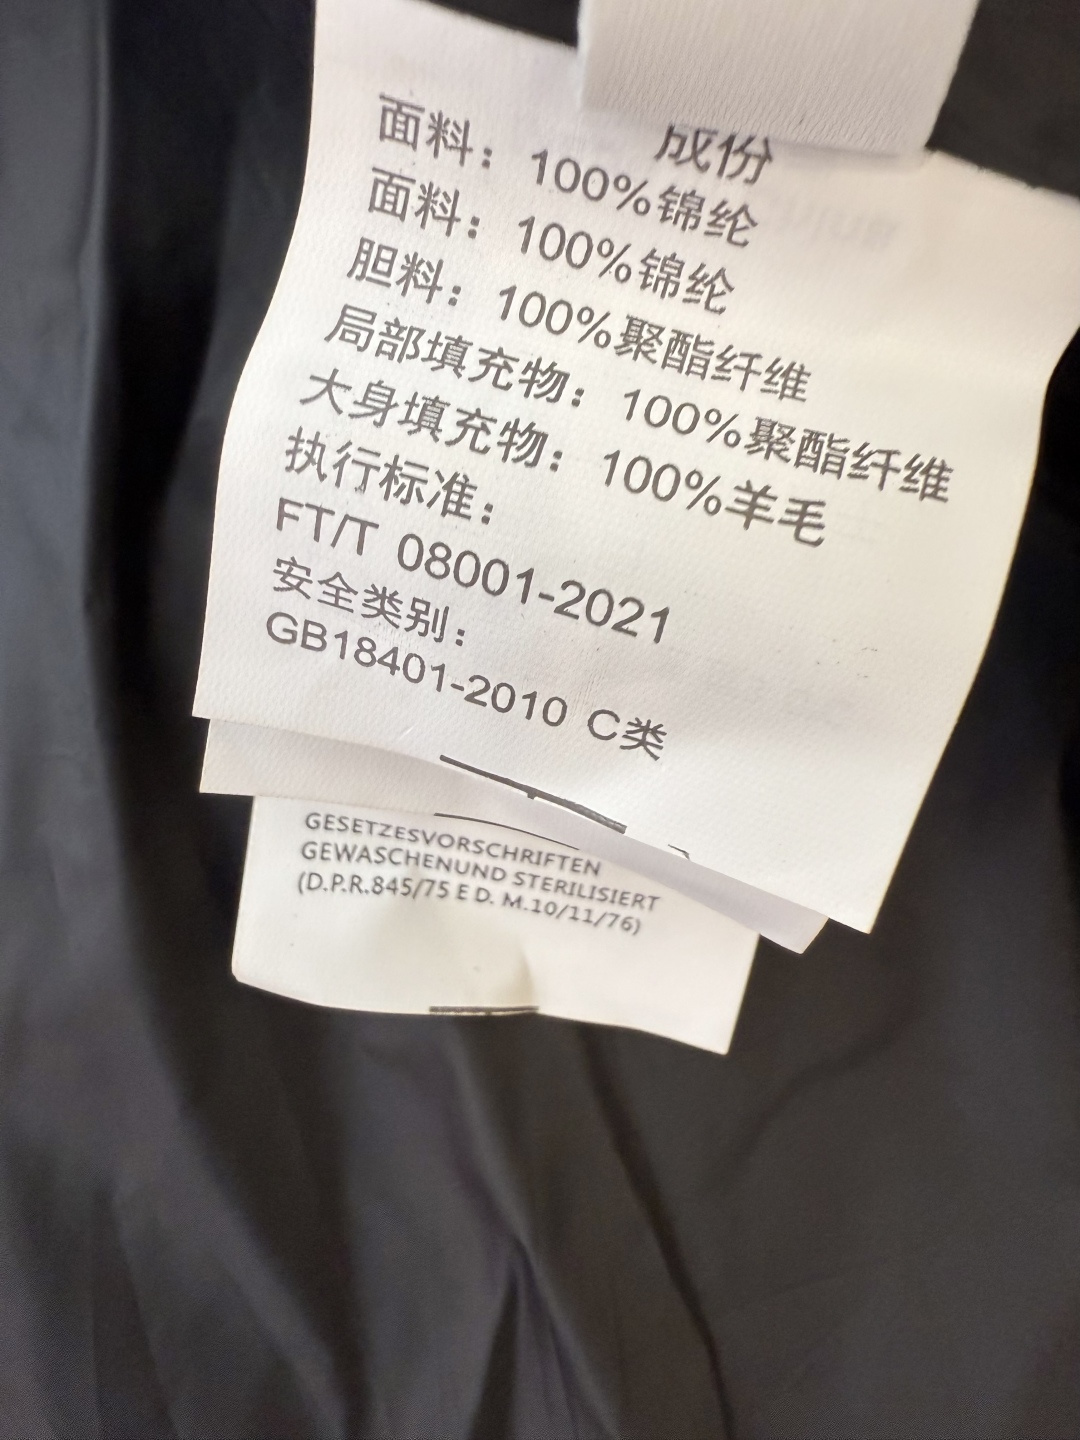 成份
面料：100%锦纶
面料：100%锦纶
胆料：100%聚酯纤维
局部填充物：100%聚酯纤维
大身填充物：100%羊毛
执行标准：
FT/T 08001-2021
安全类别：
GB18401-2010 C类
GESETZESVORSCHRIFTEN
GEWASCHENUND STERILISIERT
(D.P.R.845/75 E D. M.10/11/76)